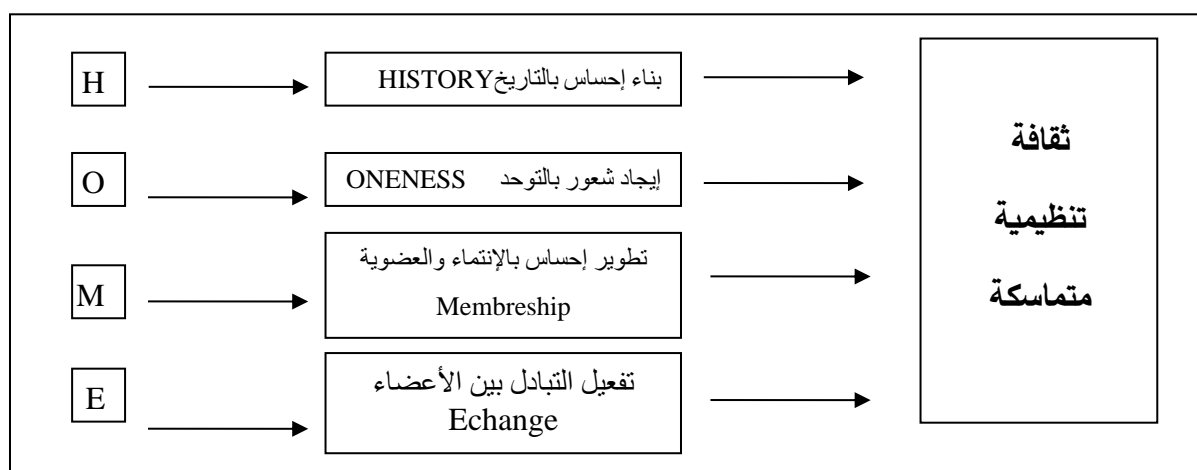 H
بناء إحساس بالتاريخHISTORY
O
إيجاد شعور بالتوحد ONENESS
M
تطوير إحساس بالإنتماء والعضوية
Membreship
E
تفعيل التبادل بين الأعضاء
Echange
ثقافة
تنظيمية
متماسكة